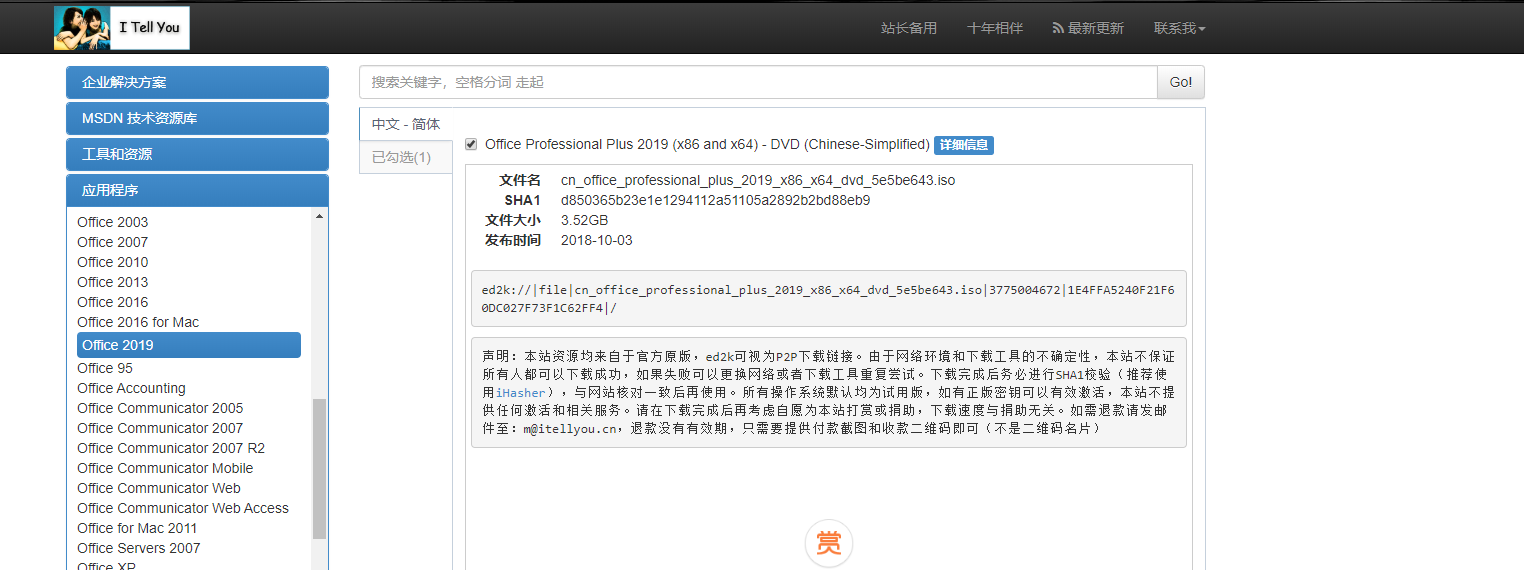 I Tell You
站长备用 十年相伴 最新更新 联系我
企业解决方案
MSDN 技术资源库
工具和资源
应用程序
Office 2003
Office 2007
Office 2010
Office 2013
Office 2016
Office 2016 for Mac
Office 2019
Office 95
Office Accounting
Office Communicator 2005
Office Communicator 2007
Office Communicator 2007 R2
Office Communicator Mobile
Office Communicator Web
Office Communicator Web Access
Office for Mac 2011
Office Servers 2007
Office XP
搜索关键字，空格分词 走起 Go!
中文 - 简体
已勾选(1)
Office Professional Plus 2019 (x86 and x64) - DVD (Chinese-Simplified) 详细信息
文件名 cn_office_professional_plus_2019_x86_x64_dvd_5e5be643.iso
SHA1 d850365b23e1e1294112a51105a2892b2bd88eb9
文件大小 3.52GB
发布时间 2018-10-03
ed2k://|file|cn_office_professional_plus_2019_x86_x64_dvd_5e5be643.iso|3775004672|1E4FFA5240F21F6
0DC027F73F1C62FF4|/
声明：本站资源均来自于官方原版，ed2k可视为P2P下载链接。由于网络环境和下载工具的不确定性，本站不保证
所有人都可以下载成功，如果失败可以更换网络或者下载工具重复尝试。下载完成后务必进行SHA1校验（推荐使
用iHasher），与网站核对一致后再使用。所有操作系统默认均为试用版，如有正版密钥可以有效激活，本站不提
供任何激活和相关服务。请在下载完成后再考虑自愿为本站打赏或捐助，下载速度与捐助无关。如需退款请发邮
件至：m@itellyou.cn，退款没有有效期，只需要提供付款截图和收款二维码即可（不是二维码名片）
赏